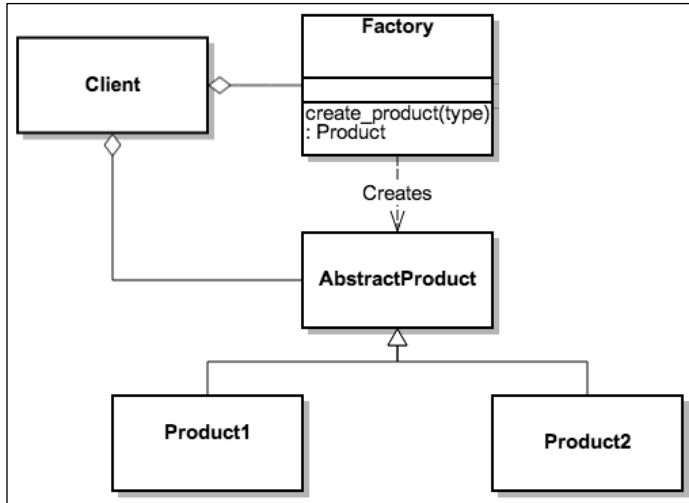 Factory
Client
create_product(type)
: Product
Creates
AbstractProduct
Product1
Product2